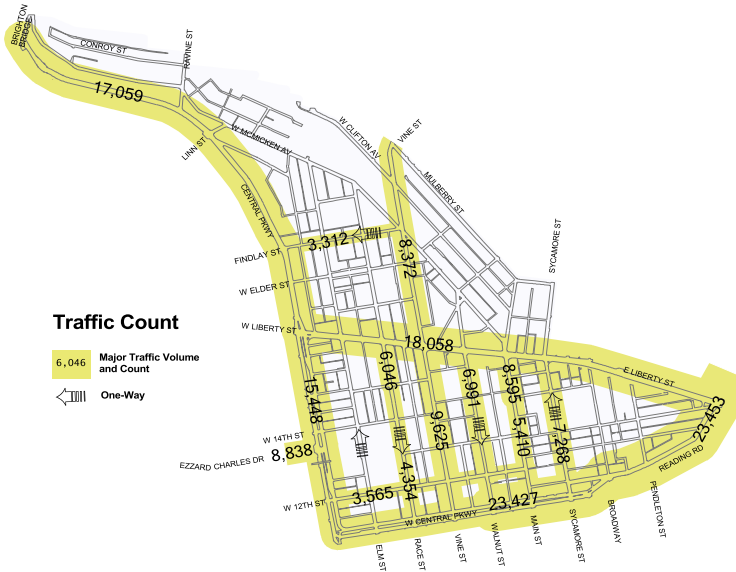 BRIGHTON
BRIDGE
CONROY ST
RAVINE ST
17,059
LINN ST
W MCMICKEN AV
W CLIFTON AV
VINE ST
MULBERRY ST
CENTRAL PKWY
SYCAMORE ST
FINDLAY ST
3,312
8,372
W ELDER ST
W LIBERTY ST
18,058
Traffic Count
6,046
Major Traffic Volume
and Count
One-Way
6,046
6,991
8,595
E LIBERTY ST
15,448
9,625
5,410
7,268
23,453
W 14TH ST
EZZARD CHARLES DR
8,838
4,354
READING RD
W 12TH ST
3,565
23,427
W CENTRAL PKWY
ELM ST
RACE ST
VINE ST
WALNUT ST
MAIN ST
SYCAMORE ST
BROADWAY
PENDLETON ST